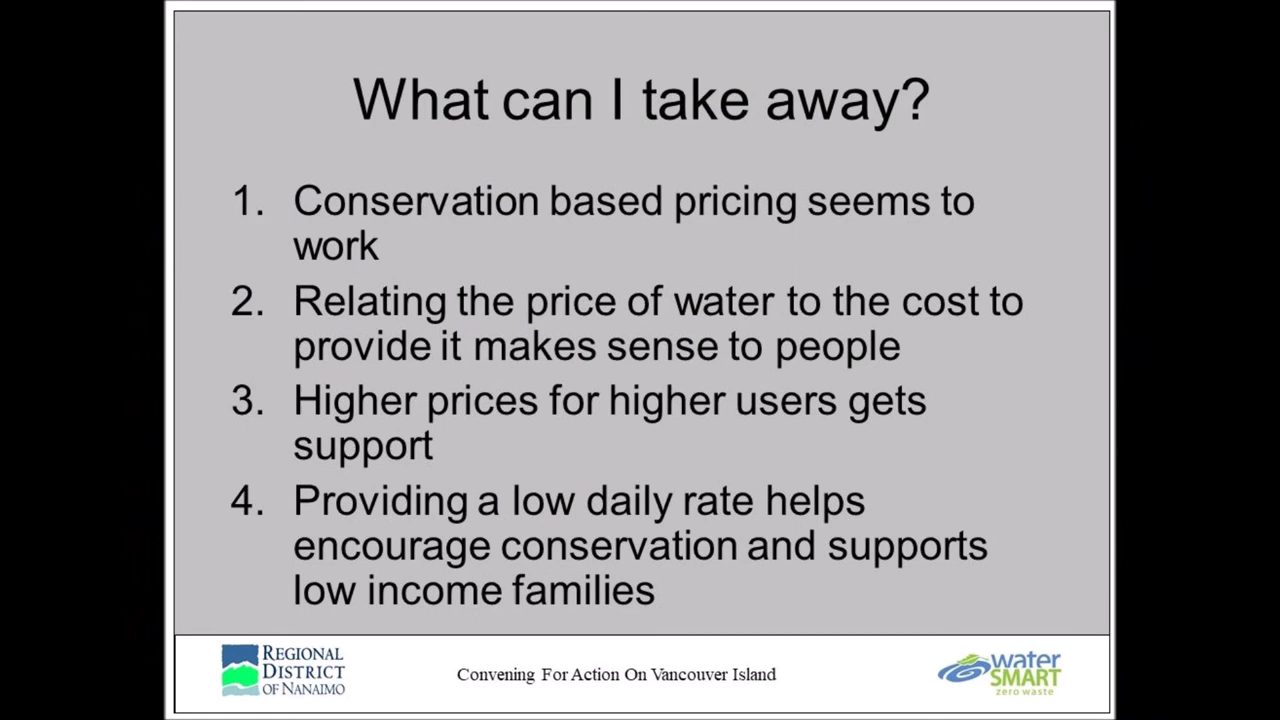 What can I take away?
1. Conservation based pricing seems to
work
2. Relating the price of water to the cost to
provide it makes sense to people
3. Higher prices for higher users gets
support
4. Providing a low daily rate helps
encourage conservation and supports
low income families
REGIONAL
DISTRICT
OF NANAIMO
Convening For Action On Vancouver Island
water
SMART
zero waste